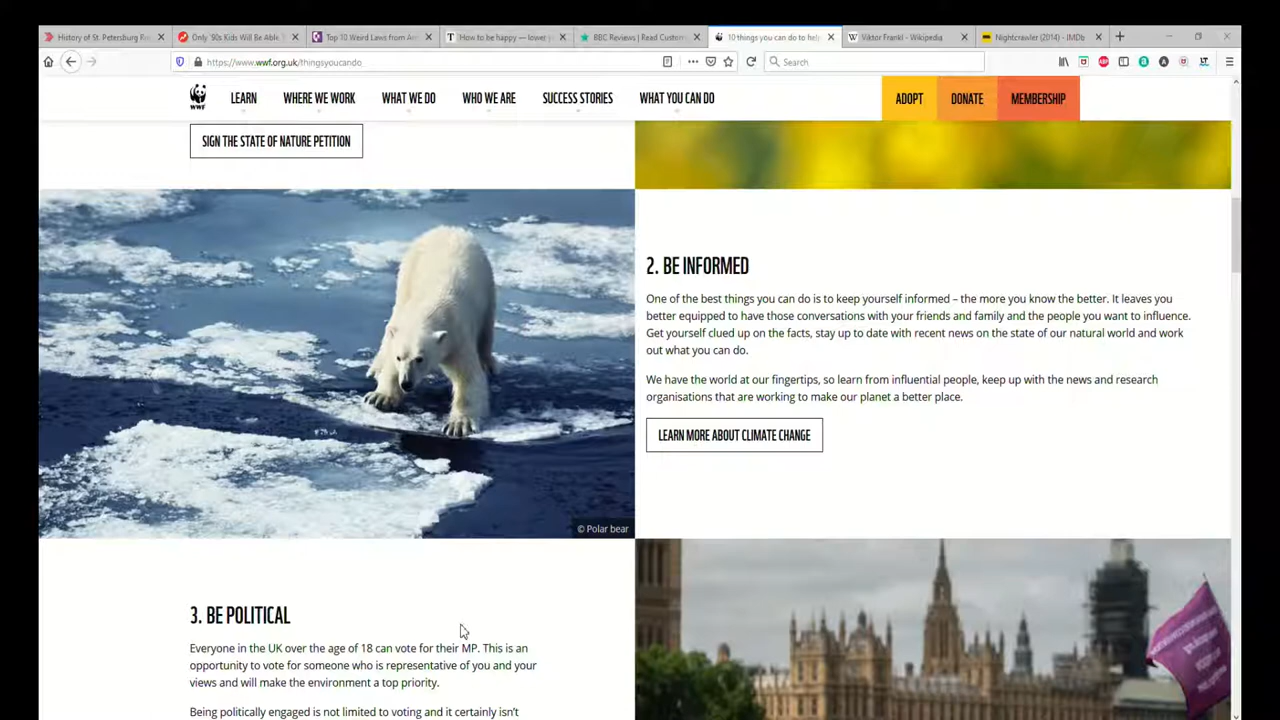 History of St. Petersburg Re
Only '90s Kids Will Be Able T
Top 10 Weird Laws from Aro
How to be happy — lower y
BBC Reviews | Read Custom
10 things you can do to help
Viktor Frankl - Wikipedia
Nightcrawler (2014) - IMDb
https://www.wwf.org.uk/thingsyoucando
Search
WWF
LEARN
WHERE WE WORK
WHAT WE DO
WHO WE ARE
SUCCESS STORIES
WHAT YOU CAN DO
ADOPT
DONATE
MEMBERSHIP
SIGN THE STATE OF NATURE PETITION
2. BE INFORMED
One of the best things you can do is to keep yourself informed – the more you know the better. It leaves you
better equipped to have those conversations with your friends and family and the people you want to influence.
Get yourself clued up on the facts, stay up to date with recent news on the state of our natural world and work
out what you can do.
We have the world at our fingertips, so learn from influential people, keep up with the news and research
organisations that are working to make our planet a better place.
LEARN MORE ABOUT CLIMATE CHANGE
© Polar bear
3. BE POLITICAL
Everyone in the UK over the age of 18 can vote for their MP. This is an
opportunity to vote for someone who is representative of you and your
views and will make the environment a top priority.
Being politically engaged is not limited to voting and it certainly isn't